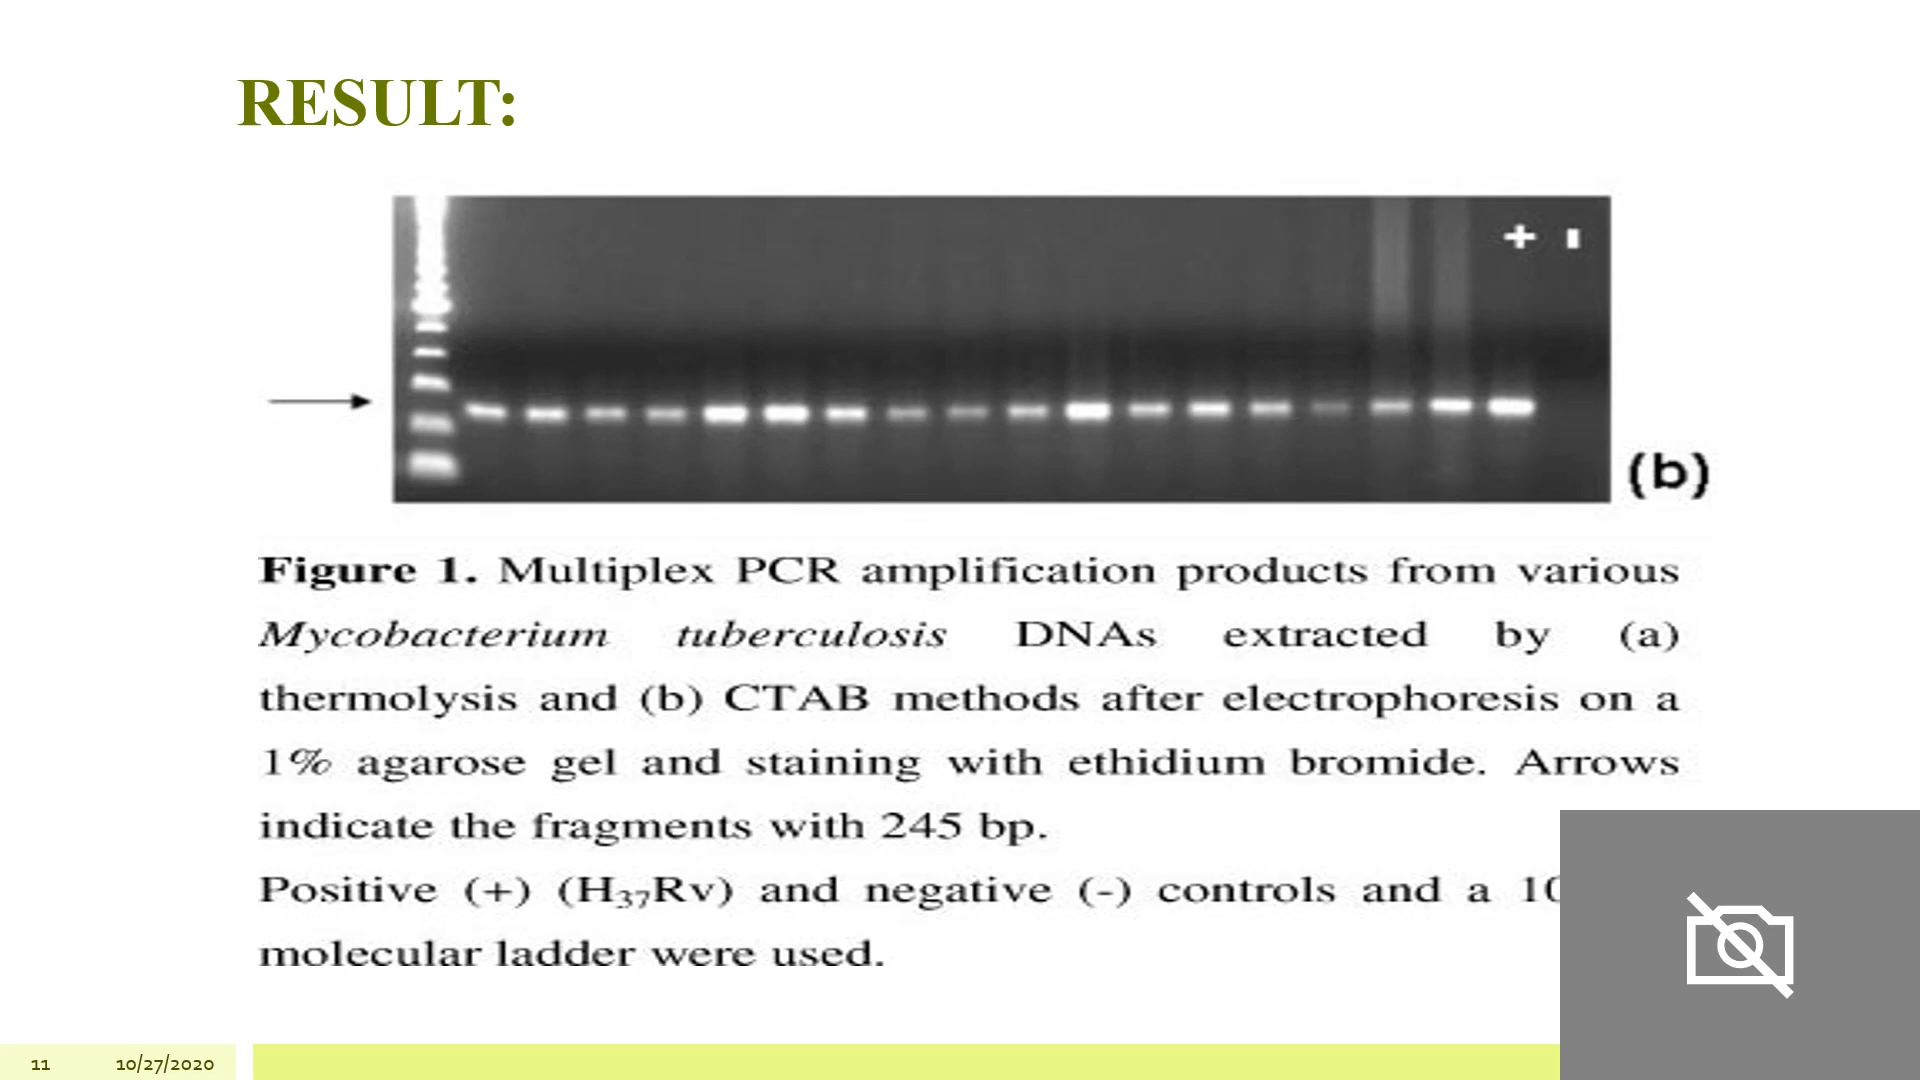 RESULT:
+ -
(b)
Figure 1. Multiplex PCR amplification products from various
Mycobacterium tuberculosis DNAs extracted by (a)
thermolysis and (b) CTAB methods after electrophoresis on a
1% agarose gel and staining with ethidium bromide. Arrows
indicate the fragments with 245 bp.
Positive (+) (H₃₇Rv) and negative (-) controls and a
molecular ladder were used.
11 10/27/2020